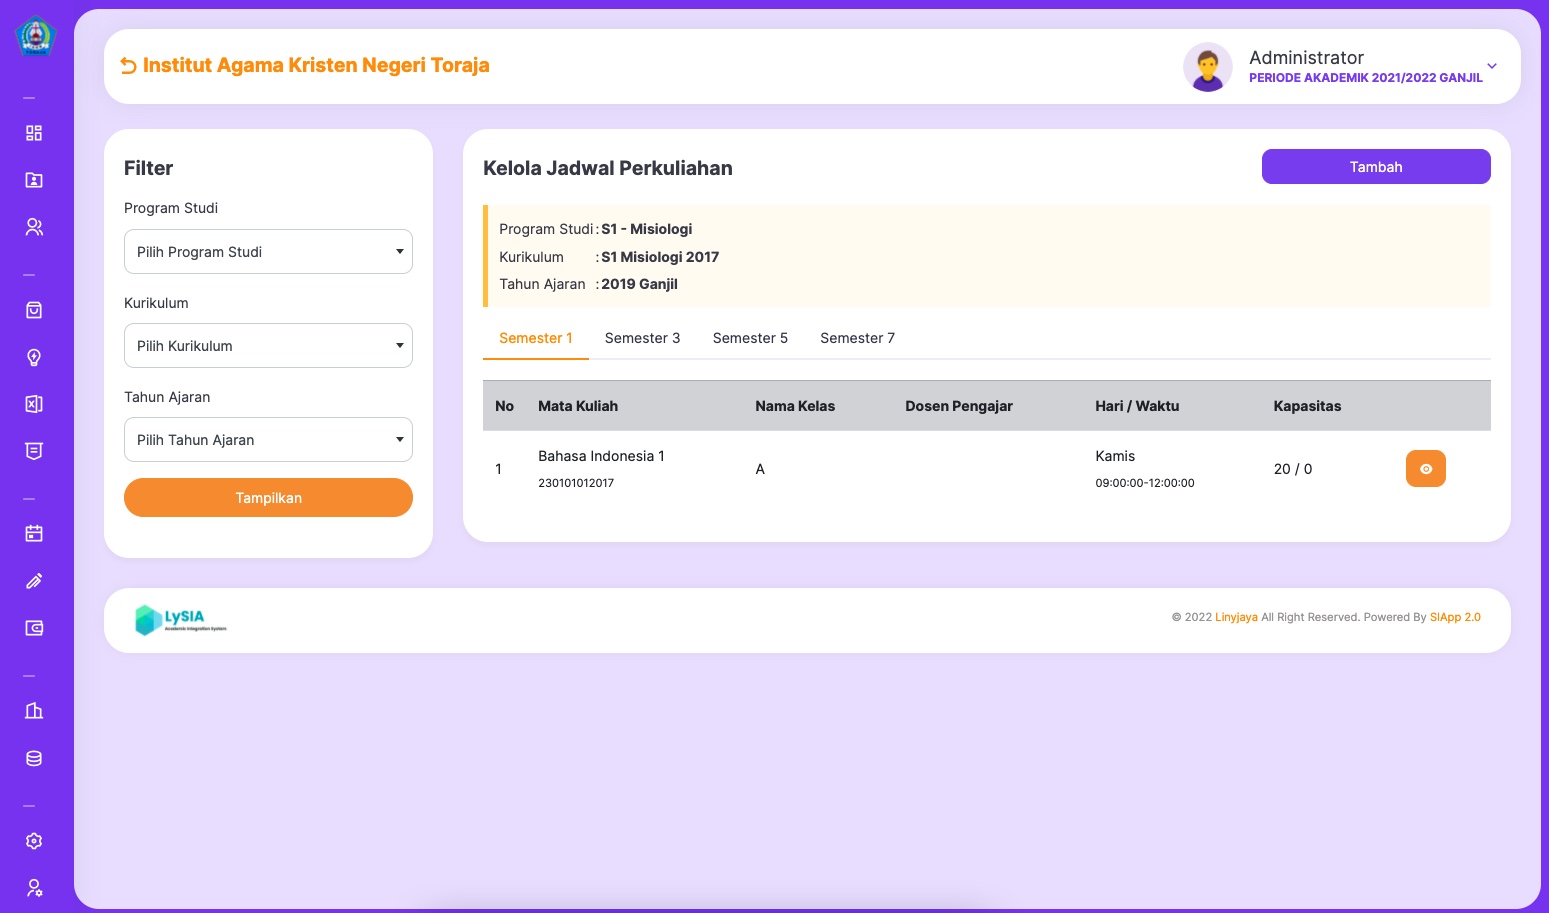 Institut Agama Kristen Negeri Toraja
Administrator
PERIODE AKADEMIK 2021/2022 GANJIL
Filter
Program Studi
Pilih Program Studi
Kurikulum
Pilih Kurikulum
Tahun Ajaran
Pilih Tahun Ajaran
Tampilkan
Kelola Jadwal Perkuliahan
Tambah
Program Studi : S1 - Misiologi
Kurikulum : S1 Misiologi 2017
Tahun Ajaran : 2019 Ganjil
Semester 1 Semester 3 Semester 5 Semester 7
No Mata Kuliah Nama Kelas Dosen Pengajar Hari / Waktu Kapasitas
1 Bahasa Indonesia 1 A Kamis 20 / 0
230101012017 09:00:00-12:00:00
LySIA
Academic Integration System
© 2022 Linyjaya All Right Reserved. Powered By SIApp 2.0